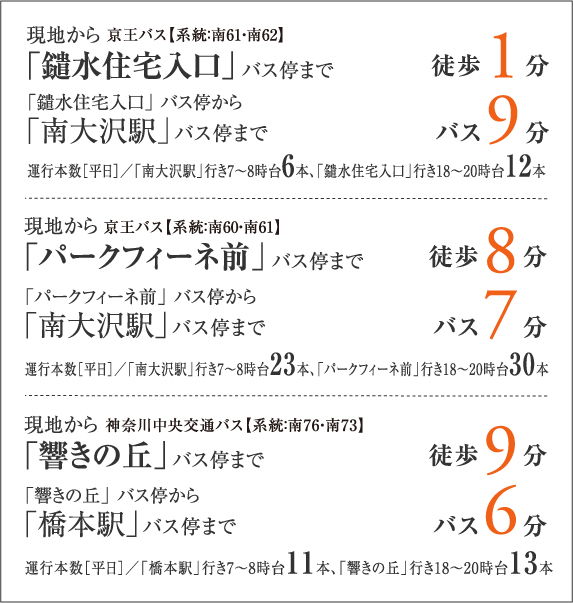 現地から 京王バス【系統:南61・南62】
「鑓水住宅入口」バス停まで 徒歩1分
「鑓水住宅入口」バス停から
「南大沢駅」バス停まで バス9分
運行本数[平日]／「南大沢駅」行き7〜8時台6本、「鑓水住宅入口」行き18〜20時台12本
現地から 京王バス【系統:南60・南61】
「パークフィーネ前」バス停まで 徒歩8分
「パークフィーネ前」バス停から
「南大沢駅」バス停まで バス7分
運行本数[平日]／「南大沢駅」行き7〜8時台23本、「パークフィーネ前」行き18〜20時台30本
現地から 神奈川中央交通バス【系統:南76・南73】
「響きの丘」バス停まで 徒歩9分
「響きの丘」バス停から
「橋本駅」バス停まで バス6分
運行本数[平日]／「橋本駅」行き7〜8時台11本、「響きの丘」行き18〜20時台13本